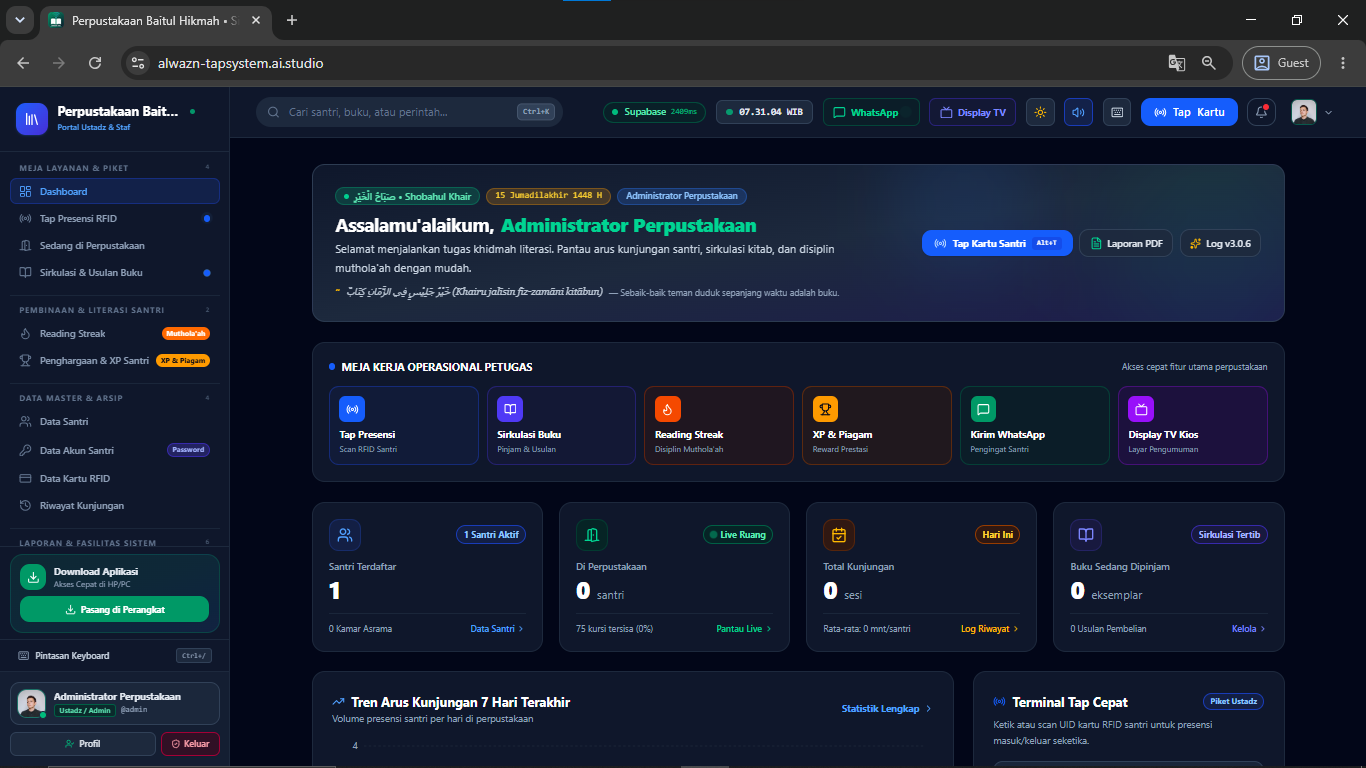 Perpustakaan Baitul Hikmah • S
alwazn-tapsystem.ai.studio
Guest
Perpustakaan Bait...
Portal Ustadz & Staf
Cari santri, buku, atau perintah...
Ctrl+K
Supabase 2409ms
07.31.04 WIB
WhatsApp
Display TV
Tap Kartu
MEJA LAYANAN & PIKET 4
Dashboard
Tap Presensi RFID
Sedang di Perpustakaan
Sirkulasi & Usulan Buku
PEMBINAAN & LITERASI SANTRI 2
Reading Streak
Muthola'ah
Penghargaan & XP Santri
XP & Piagam
DATA MASTER & ARSIP 4
Data Santri
Data Akun Santri
Password
Data Kartu RFID
Riwayat Kunjungan
LAPORAN & FASILITAS SISTEM 6
Download Aplikasi
Akses Cepat di HP/PC
Pasang di Perangkat
Pintasan Keyboard
Ctrl+/
Administrator Perpustakaan
Ustadz / Admin @admin
Profil
Keluar
صَبَاحُ الْخَيْرِ • Shobahul Khair
15 Jumadilakhir 1448 H
Administrator Perpustakaan
Assalamu'alaikum, Administrator Perpustakaan
Selamat menjalankan tugas khidmah literasi. Pantau arus kunjungan santri, sirkulasi kitab, dan disiplin
muthola'ah dengan mudah.
" خَيْرُ جَلِيْسٍ فِي الزَّمَانِ كِتَابٌ (Khairu jalîsin fiz-zamâni kitâbun) — Sebaik-baik teman duduk sepanjang waktu adalah buku.
Tap Kartu Santri Alt+T
Laporan PDF
Log v3.0.6
MEJA KERJA OPERASIONAL PETUGAS
Akses cepat fitur utama perpustakaan
Tap Presensi
Scan RFID Santri
Sirkulasi Buku
Pinjam & Usulan
Reading Streak
Disiplin Muthola'ah
XP & Piagam
Reward Prestasi
Kirim WhatsApp
Pengingat Santri
Display TV Kios
Layar Pengumuman
1 Santri Aktif
Santri Terdaftar
1
0 Kamar Asrama
Data Santri
Live Ruang
Di Perpustakaan
0 santri
75 kursi tersisa (0%)
Pantau Live
Hari Ini
Total Kunjungan
0 sesi
Rata-rata: 0 mnt/santri
Log Riwayat
Sirkulasi Tertib
Buku Sedang Dipinjam
0 eksemplar
0 Usulan Pembelian
Kelola
Tren Arus Kunjungan 7 Hari Terakhir
Volume presensi santri per hari di perpustakaan
Statistik Lengkap
4
Terminal Tap Cepat
Piket Ustadz
Ketik atau scan UID kartu RFID santri untuk presensi
masuk/keluar seketika.